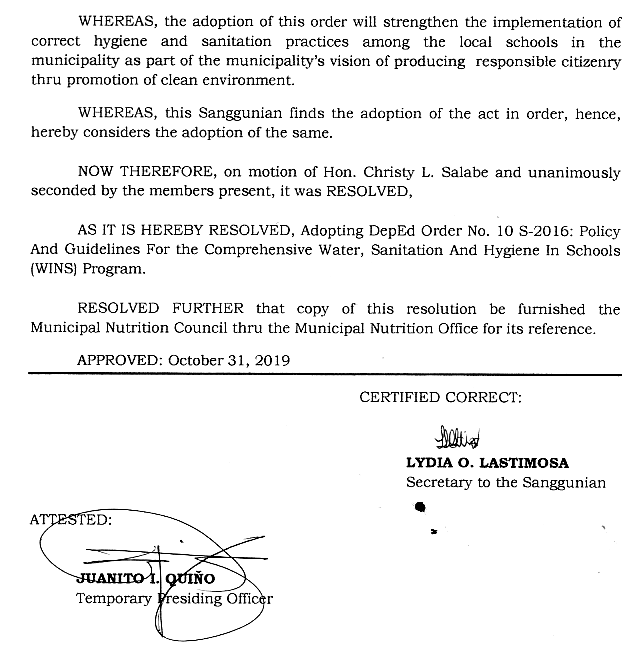 WHEREAS, the adoption of this order will strengthen the implementation of
correct hygiene and sanitation practices among the local schools in the
municipality as part of the municipality's vision of producing responsible citizenry
thru promotion of clean environment.
WHEREAS, this Sanggunian finds the adoption of the act in order, hence,
hereby considers the adoption of the same.
NOW THEREFORE, on motion of Hon. Christy L. Salabe and unanimously
seconded by the members present, it was RESOLVED,
AS IT IS HEREBY RESOLVED, Adopting DepEd Order No. 10 S-2016: Policy
And Guidelines For the Comprehensive Water, Sanitation And Hygiene In Schools
(WINS) Program.
RESOLVED FURTHER that copy of this resolution be furnished the
Municipal Nutrition Council thru the Municipal Nutrition Office for its reference.
APPROVED: October 31, 2019
CERTIFIED CORRECT:
LYDIA O. LASTIMOSA
Secretary to the Sanggunian
ATTESTED:
JUANITO I. QUIÑO
Temporary Presiding Officer